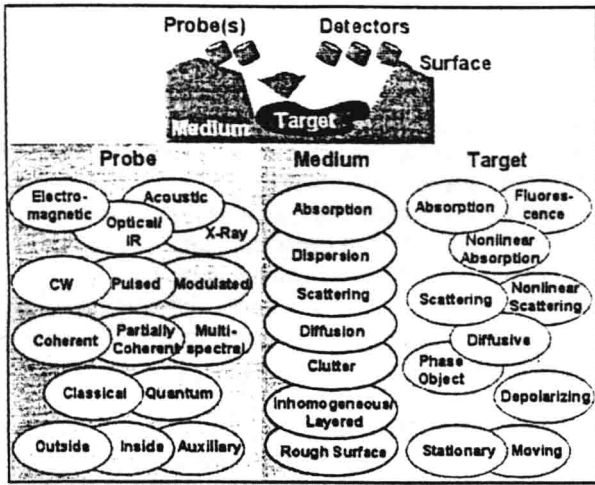 Probe(s) Detectors
Surface
Medium Target
Probe Medium Target
Electro-
magnetic
Acoustic
Optical/
IR
X-Ray
CW Pulsed Modulated
Coherent Partially
Coherent Multi-
spectral
Classical Quantum
Outside Inside Auxiliary
Absorption
Dispersion
Scattering
Diffusion
Clutter
Inhomogeneous/
Layered
Rough Surface
Absorption Fluores-
cence
Nonlinear
Absorption
Scattering Nonlinear
Scattering
Diffusive
Phase
Object
Depolarizing
Stationary Moving